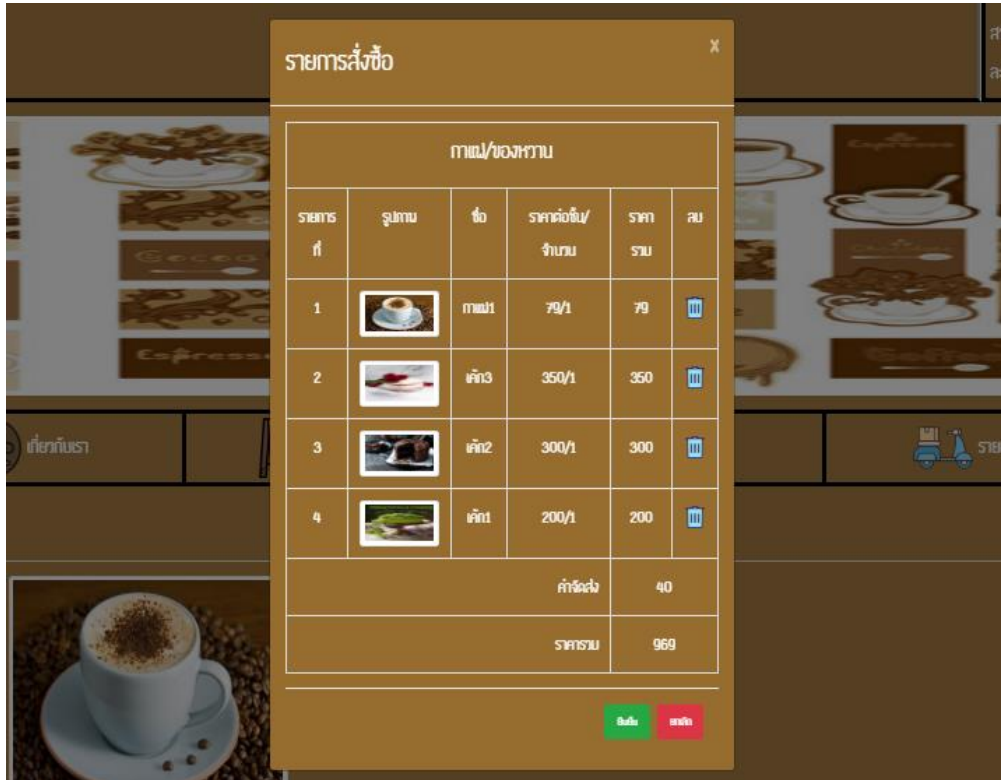 รายการสั่งซื้อ
x
กาแฟ/ของหวาน
รายการ
ที่
รูปภาพ
ชื่อ
ราคาต่อชิ้น/
จำนวน
ราคา
รวม
ลบ
1 กาแฟ1 79/1 79
2 เค้ก3 350/1 350
3 เค้ก2 300/1 300
4 เค้ก1 200/1 200
ค่าจัดส่ง 40
ราคารวม 969
ยืนยัน ยกเลิก
เกี่ยวกับเรา
Espresso
Cocoa